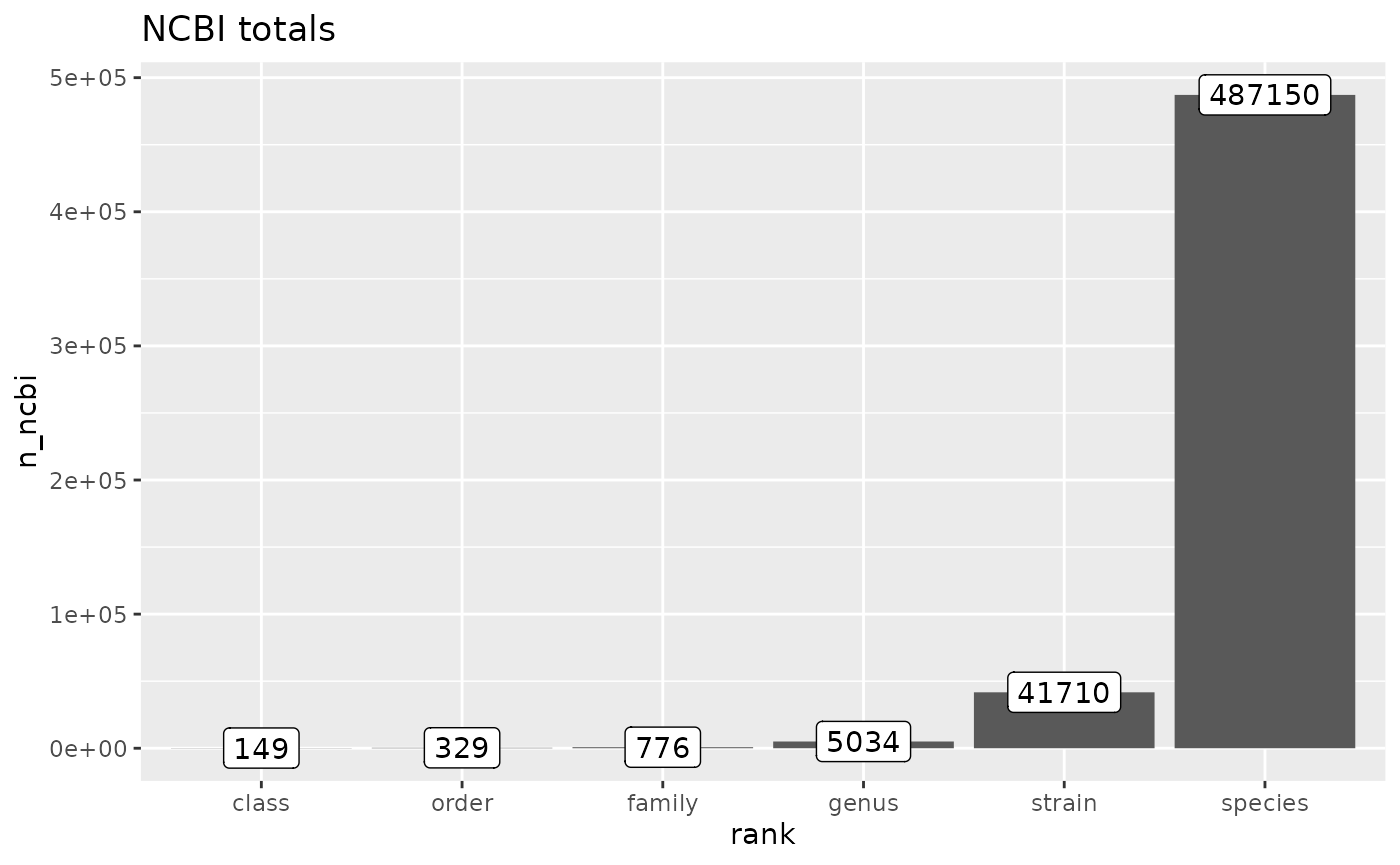 NCBI totals
5e+05
4e+05
3e+05
2e+05
1e+05
0e+00
n_ncbi
149
329
776
5034
41710
487150
class
order
family
genus
strain
species
rank